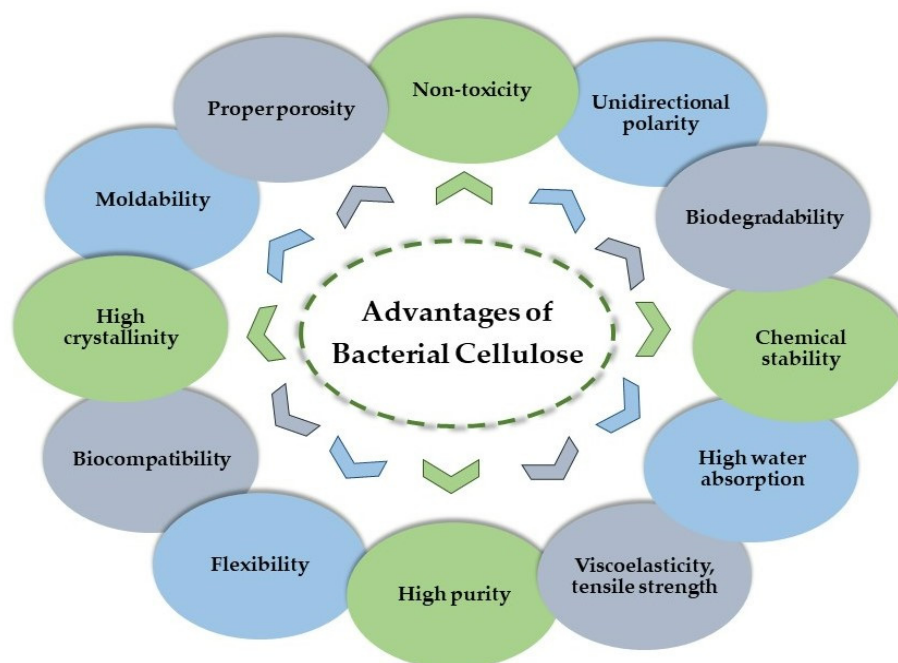 Advantages of
Bacterial Cellulose
Non-toxicity
Unidirectional
polarity
Biodegradability
Chemical
stability
High water
absorption
Viscoelasticity,
tensile strength
High purity
Flexibility
Biocompatibility
High
crystallinity
Moldability
Proper porosity